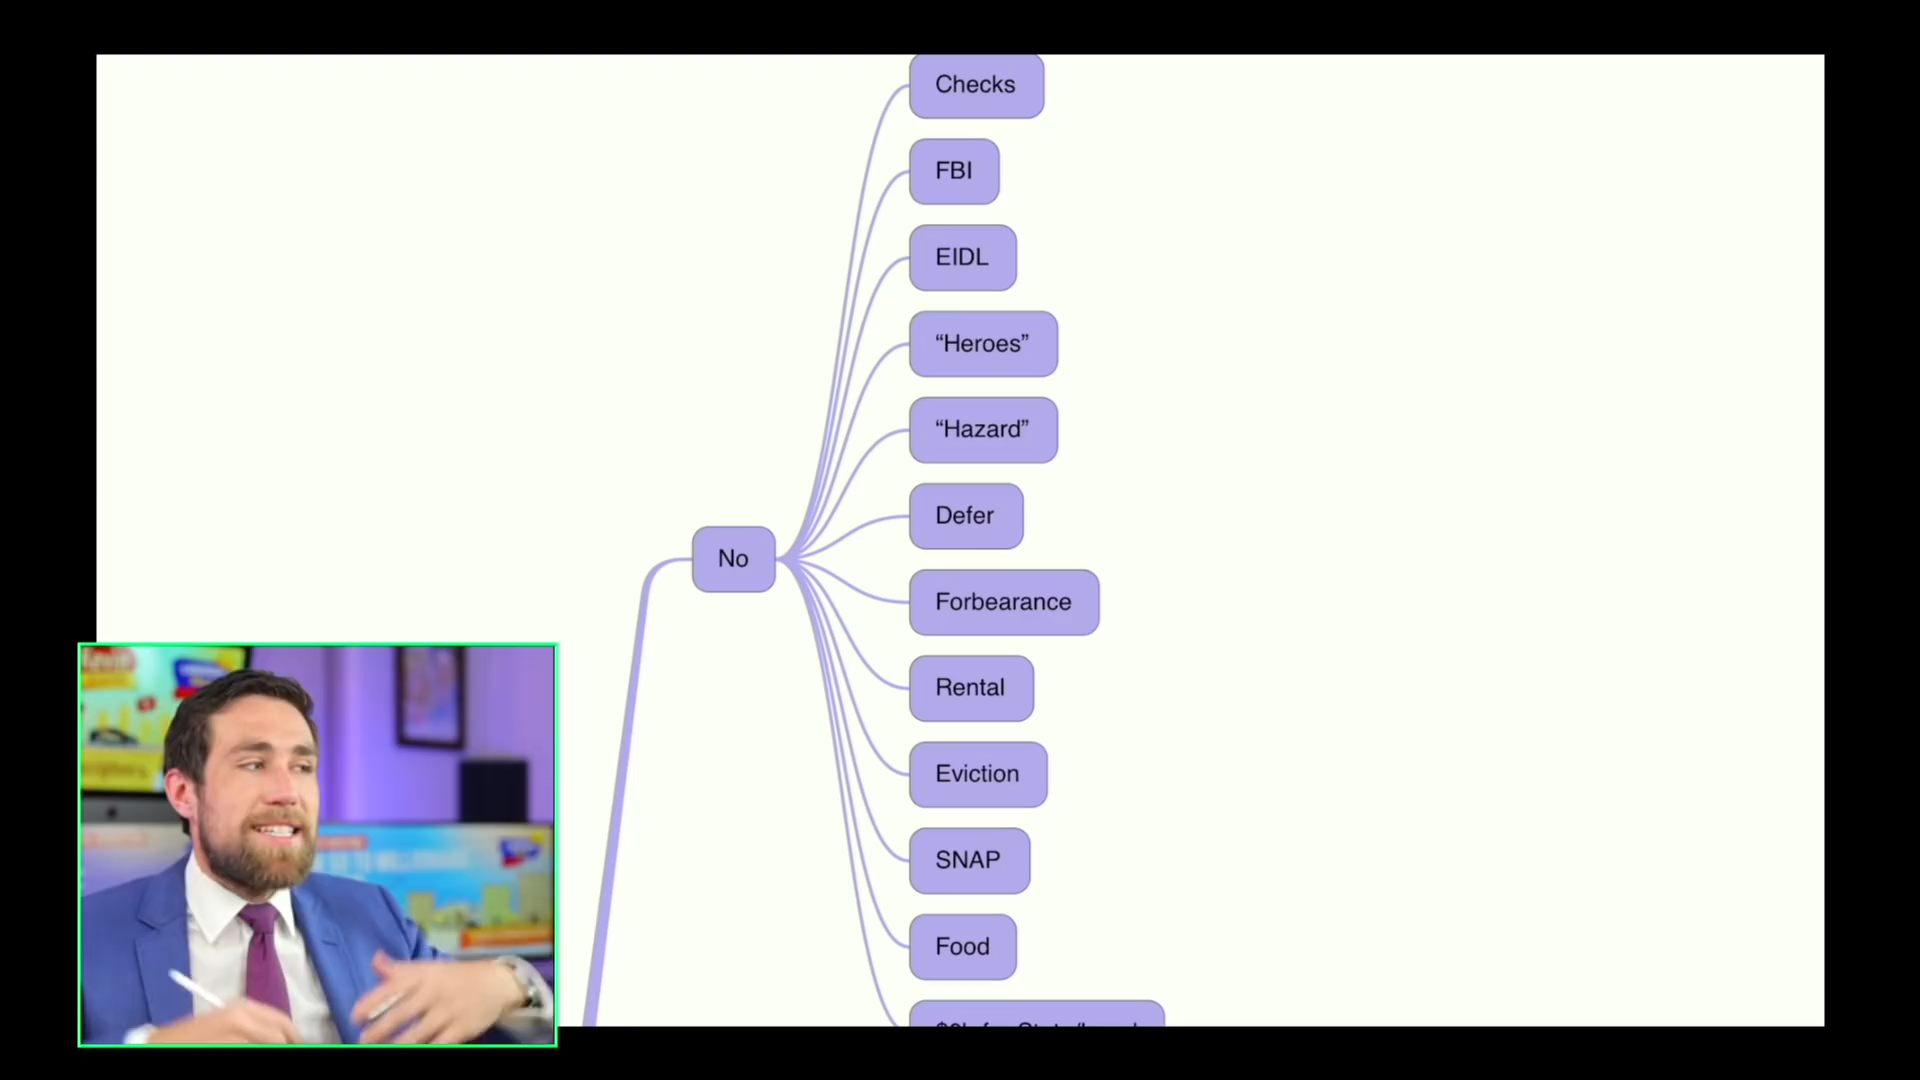 Checks
FBI
EIDL
“Heroes”
“Hazard”
Defer
No
Forbearance
Rental
Eviction
SNAP
Food